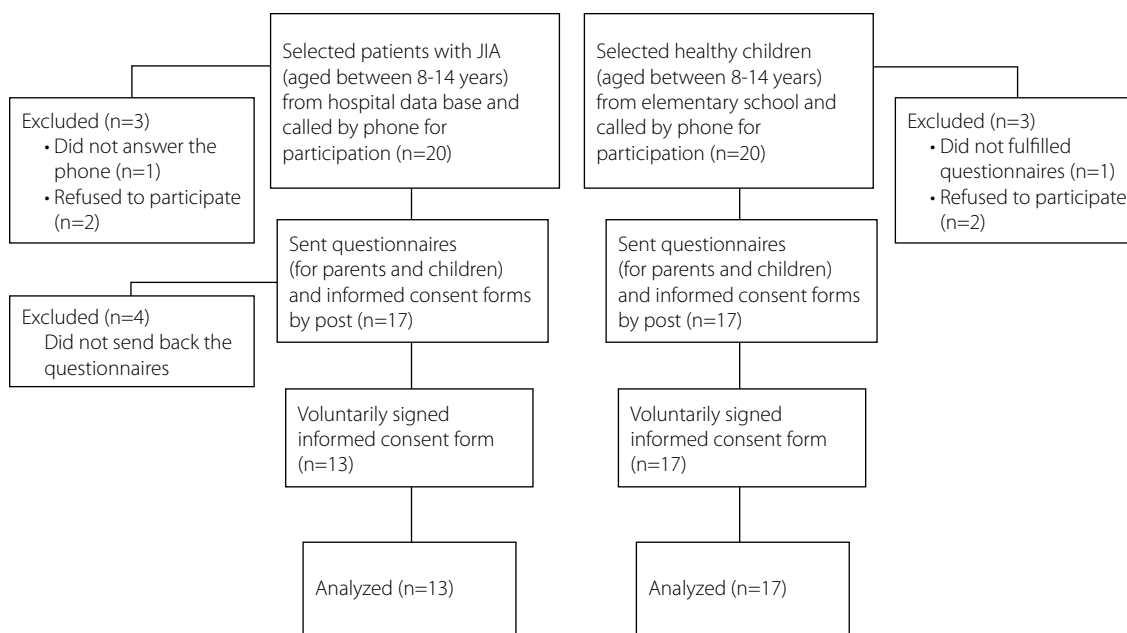 Selected patients with JIA
(aged between 8-14 years)
from hospital data base and
called by phone for
participation (n=20)
Selected healthy children
(aged between 8-14 years)
from elementary school and
called by phone for
participation (n=20)
Excluded (n=3)
• Did not answer the
phone (n=1)
• Refused to participate
(n=2)
Excluded (n=3)
• Did not fulfilled
questionnaires (n=1)
• Refused to participate
(n=2)
Sent questionnaires
(for parents and children)
and informed consent forms
by post (n=17)
Sent questionnaires
(for parents and children)
and informed consent forms
by post (n=17)
Excluded (n=4)
Did not send back the
questionnaires
Voluntarily signed
informed consent form
(n=13)
Voluntarily signed
informed consent form
(n=17)
Analyzed (n=13)
Analyzed (n=17)